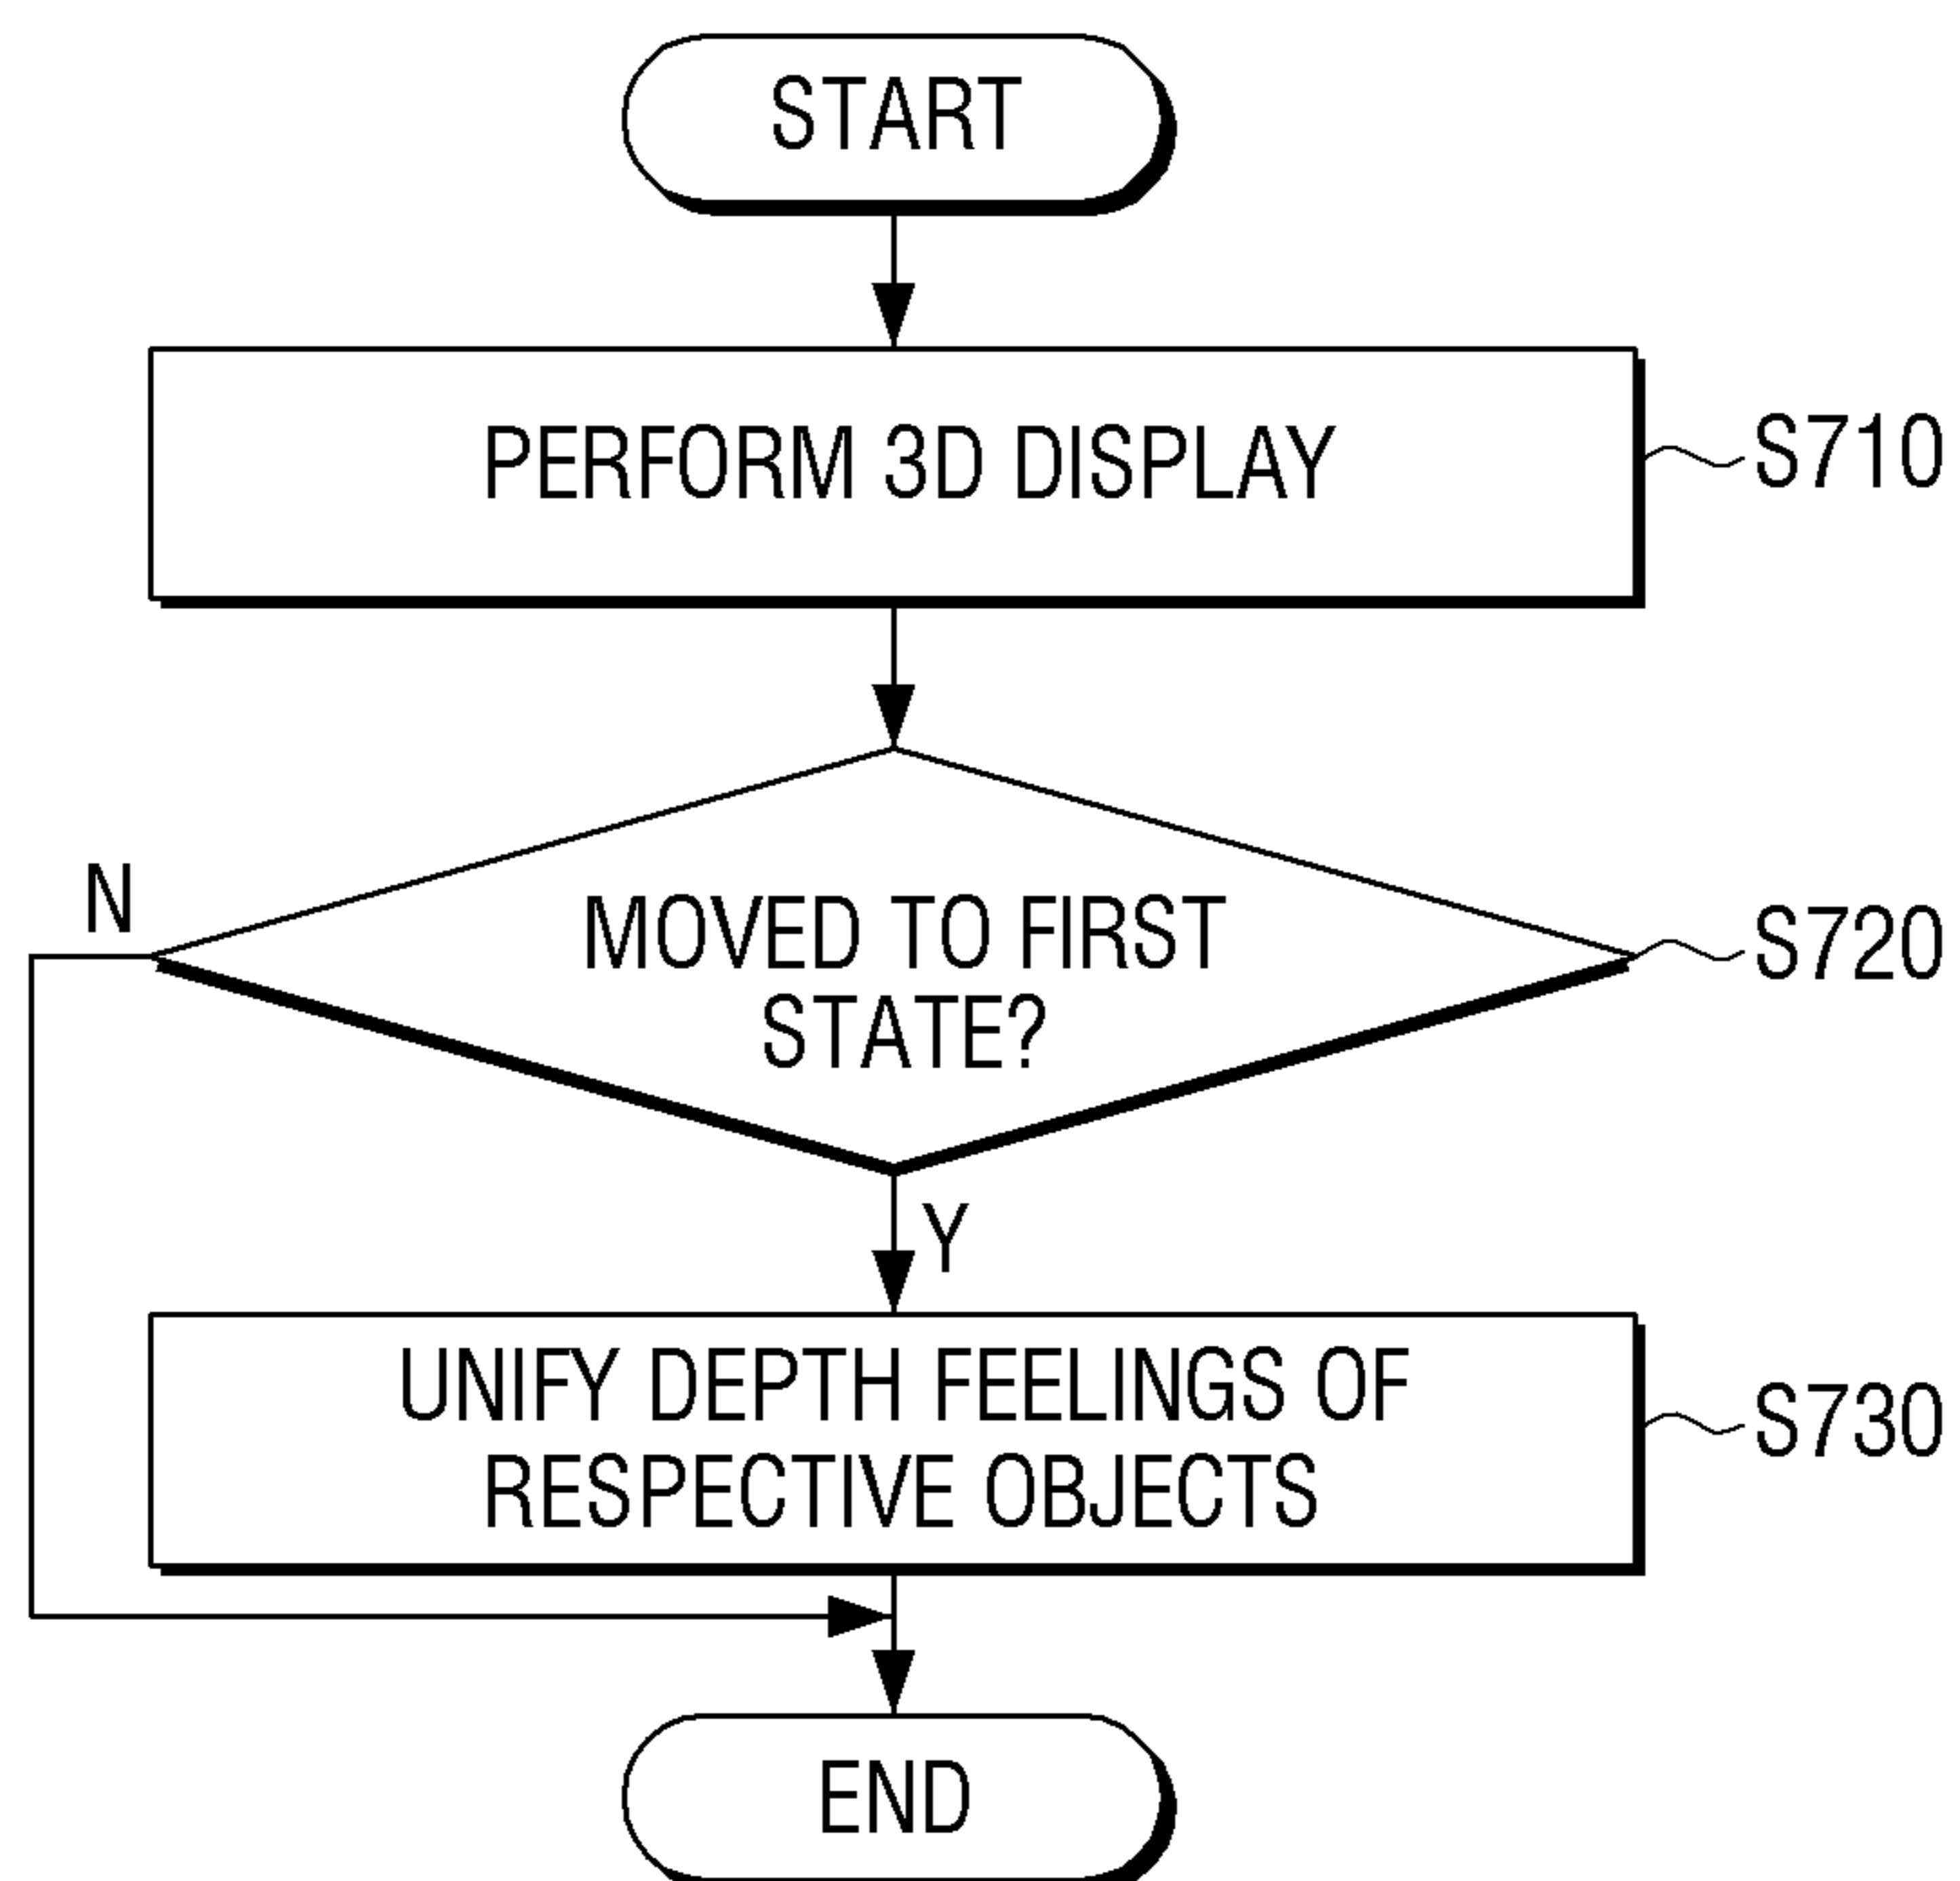 START
PERFORM 3D DISPLAY
S710
N
MOVED TO FIRST
STATE?
S720
Y
UNIFY DEPTH FEELINGS OF
RESPECTIVE OBJECTS
S730
END